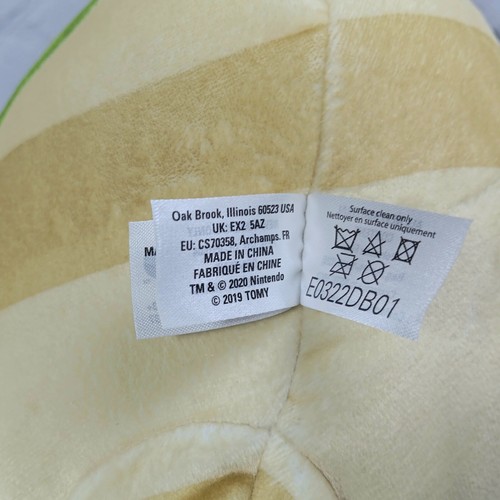 Oak Brook, Illinois 60523 USA
UK: EX2 5AZ
EU: CS70358, Archamps. FR
MADE IN CHINA
FABRIQUÉ EN CHINE
TM & © 2020 Nintendo
© 2019 TOMY
MA
Surface clean only
Nettoyer en surface uniquement
E0322DB01